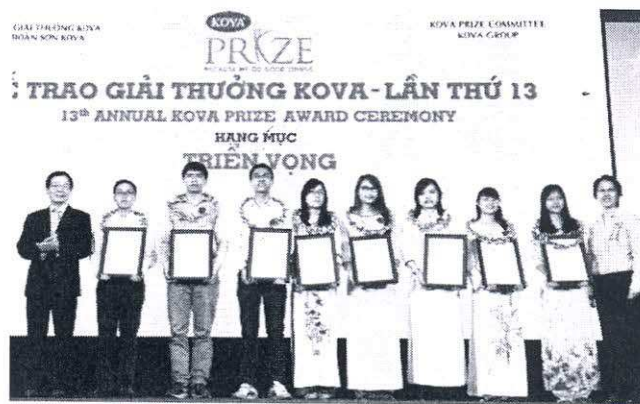 GIẢI THƯỞNG KOVA
ĐOÀN SƠN KOVA
KOVA
PRIZE
KOVA PRIZE COMMITTEE
KOVA GROUP
TRAO GIẢI THƯỞNG KOVA - LẦN THỨ 13
13th ANNUAL KOVA PRIZE AWARD CEREMONY
HẠNG MỤC
TRIỂN VỌNG